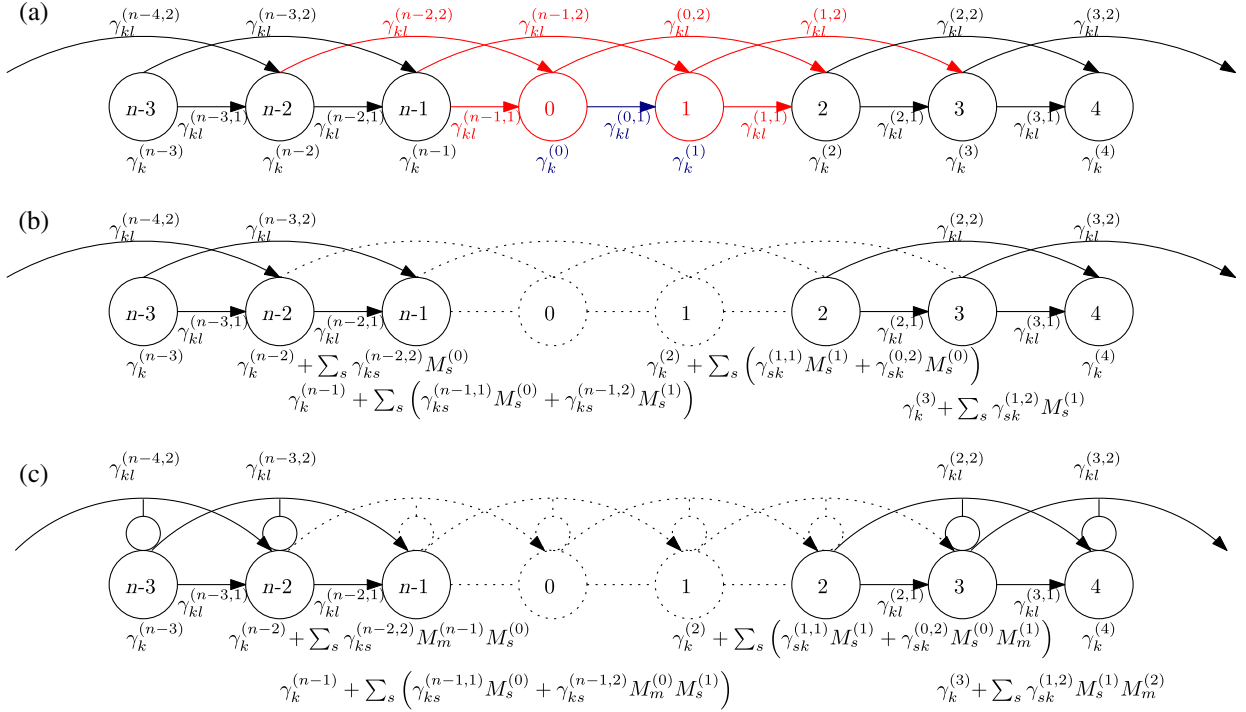 (a)
γ_{kl}^{(n−4,2)} γ_{kl}^{(n−3,2)} γ_{kl}^{(n−2,2)} γ_{kl}^{(n−1,2)} γ_{kl}^{(0,2)} γ_{kl}^{(1,2)} γ_{kl}^{(2,2)} γ_{kl}^{(3,2)}
n-3 n-2 n-1 0 1 2 3 4
γ_{kl}^{(n−3,1)} γ_{kl}^{(n−2,1)} γ_{kl}^{(n−1,1)} γ_{kl}^{(0,1)} γ_{kl}^{(1,1)} γ_{kl}^{(2,1)} γ_{kl}^{(3,1)}
γ_k^{(n−3)} γ_k^{(n−2)} γ_k^{(n−1)} γ_k^{(0)} γ_k^{(1)} γ_k^{(2)} γ_k^{(3)} γ_k^{(4)}
(b)
γ_{kl}^{(n−4,2)} γ_{kl}^{(n−3,2)} γ_{kl}^{(2,2)} γ_{kl}^{(3,2)}
n-3 n-2 n-1 0 1 2 3 4
γ_{kl}^{(n−3,1)} γ_{kl}^{(n−2,1)} γ_{kl}^{(2,1)} γ_{kl}^{(3,1)}
γ_k^{(n−3)} γ_k^{(n−2)} + ∑_s γ_{ks}^{(n−2,2)} M_s^{(0)} γ_k^{(2)} + ∑_s (γ_{sk}^{(1,1)} M_s^{(1)} + γ_{sk}^{(0,2)} M_s^{(0)}) γ_k^{(4)}
γ_k^{(n−1)} + ∑_s (γ_{ks}^{(n−1,1)} M_s^{(0)} + γ_{ks}^{(n−1,2)} M_s^{(1)}) γ_k^{(3)} + ∑_s γ_{sk}^{(1,2)} M_s^{(1)}
(c)
γ_{kl}^{(n−4,2)} γ_{kl}^{(n−3,2)} γ_{kl}^{(2,2)} γ_{kl}^{(3,2)}
n-3 n-2 n-1 0 1 2 3 4
γ_{kl}^{(n−3,1)} γ_{kl}^{(n−2,1)} γ_{kl}^{(2,1)} γ_{kl}^{(3,1)}
γ_k^{(n−3)} γ_k^{(n−2)} + ∑_s γ_{ks}^{(n−2,2)} M_m^{(n−1)} M_s^{(0)} γ_k^{(2)} + ∑_s (γ_{sk}^{(1,1)} M_s^{(1)} + γ_{sk}^{(0,2)} M_s^{(0)} M_m^{(1)}) γ_k^{(4)}
γ_k^{(n−1)} + ∑_s (γ_{ks}^{(n−1,1)} M_s^{(0)} + γ_{ks}^{(n−1,2)} M_m^{(0)} M_s^{(1)}) γ_k^{(3)} + ∑_s γ_{sk}^{(1,2)} M_s^{(1)} M_m^{(2)}